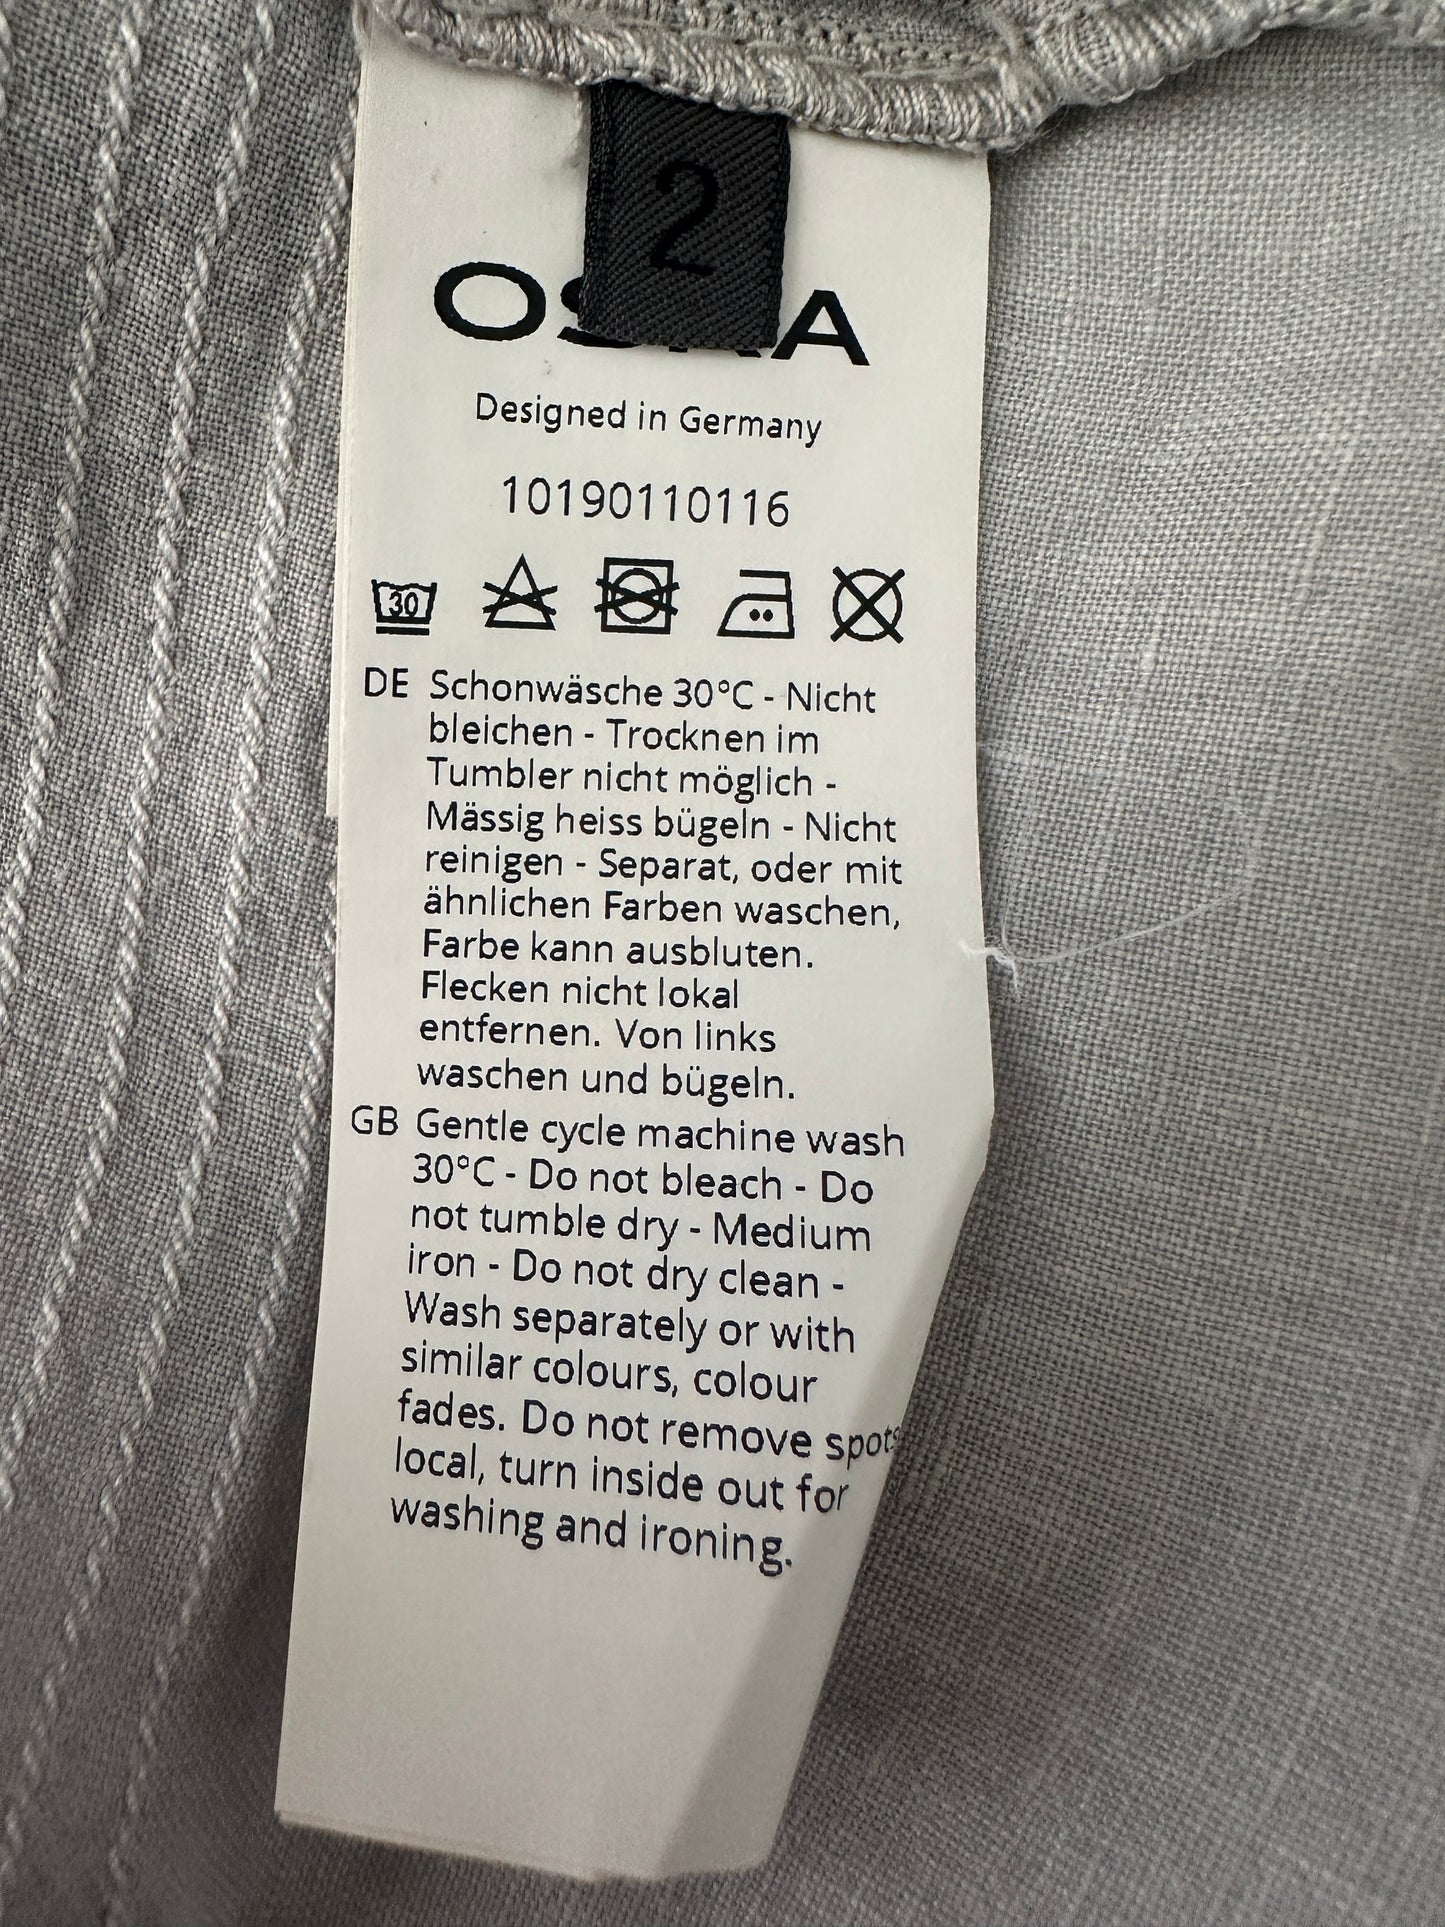 2
OSKA
Designed in Germany
10190110116
30
DE Schonwäsche 30°C - Nicht
bleichen - Trocknen im
Tumbler nicht möglich -
Mässig heiss bügeln - Nicht
reinigen - Separat, oder mit
ähnlichen Farben waschen,
Farbe kann ausbluten.
Flecken nicht lokal
entfernen. Von links
waschen und bügeln.
GB Gentle cycle machine wash
30°C - Do not bleach - Do
not tumble dry - Medium
iron - Do not dry clean -
Wash separately or with
similar colours, colour
fades. Do not remove spots
local, turn inside out for
washing and ironing.